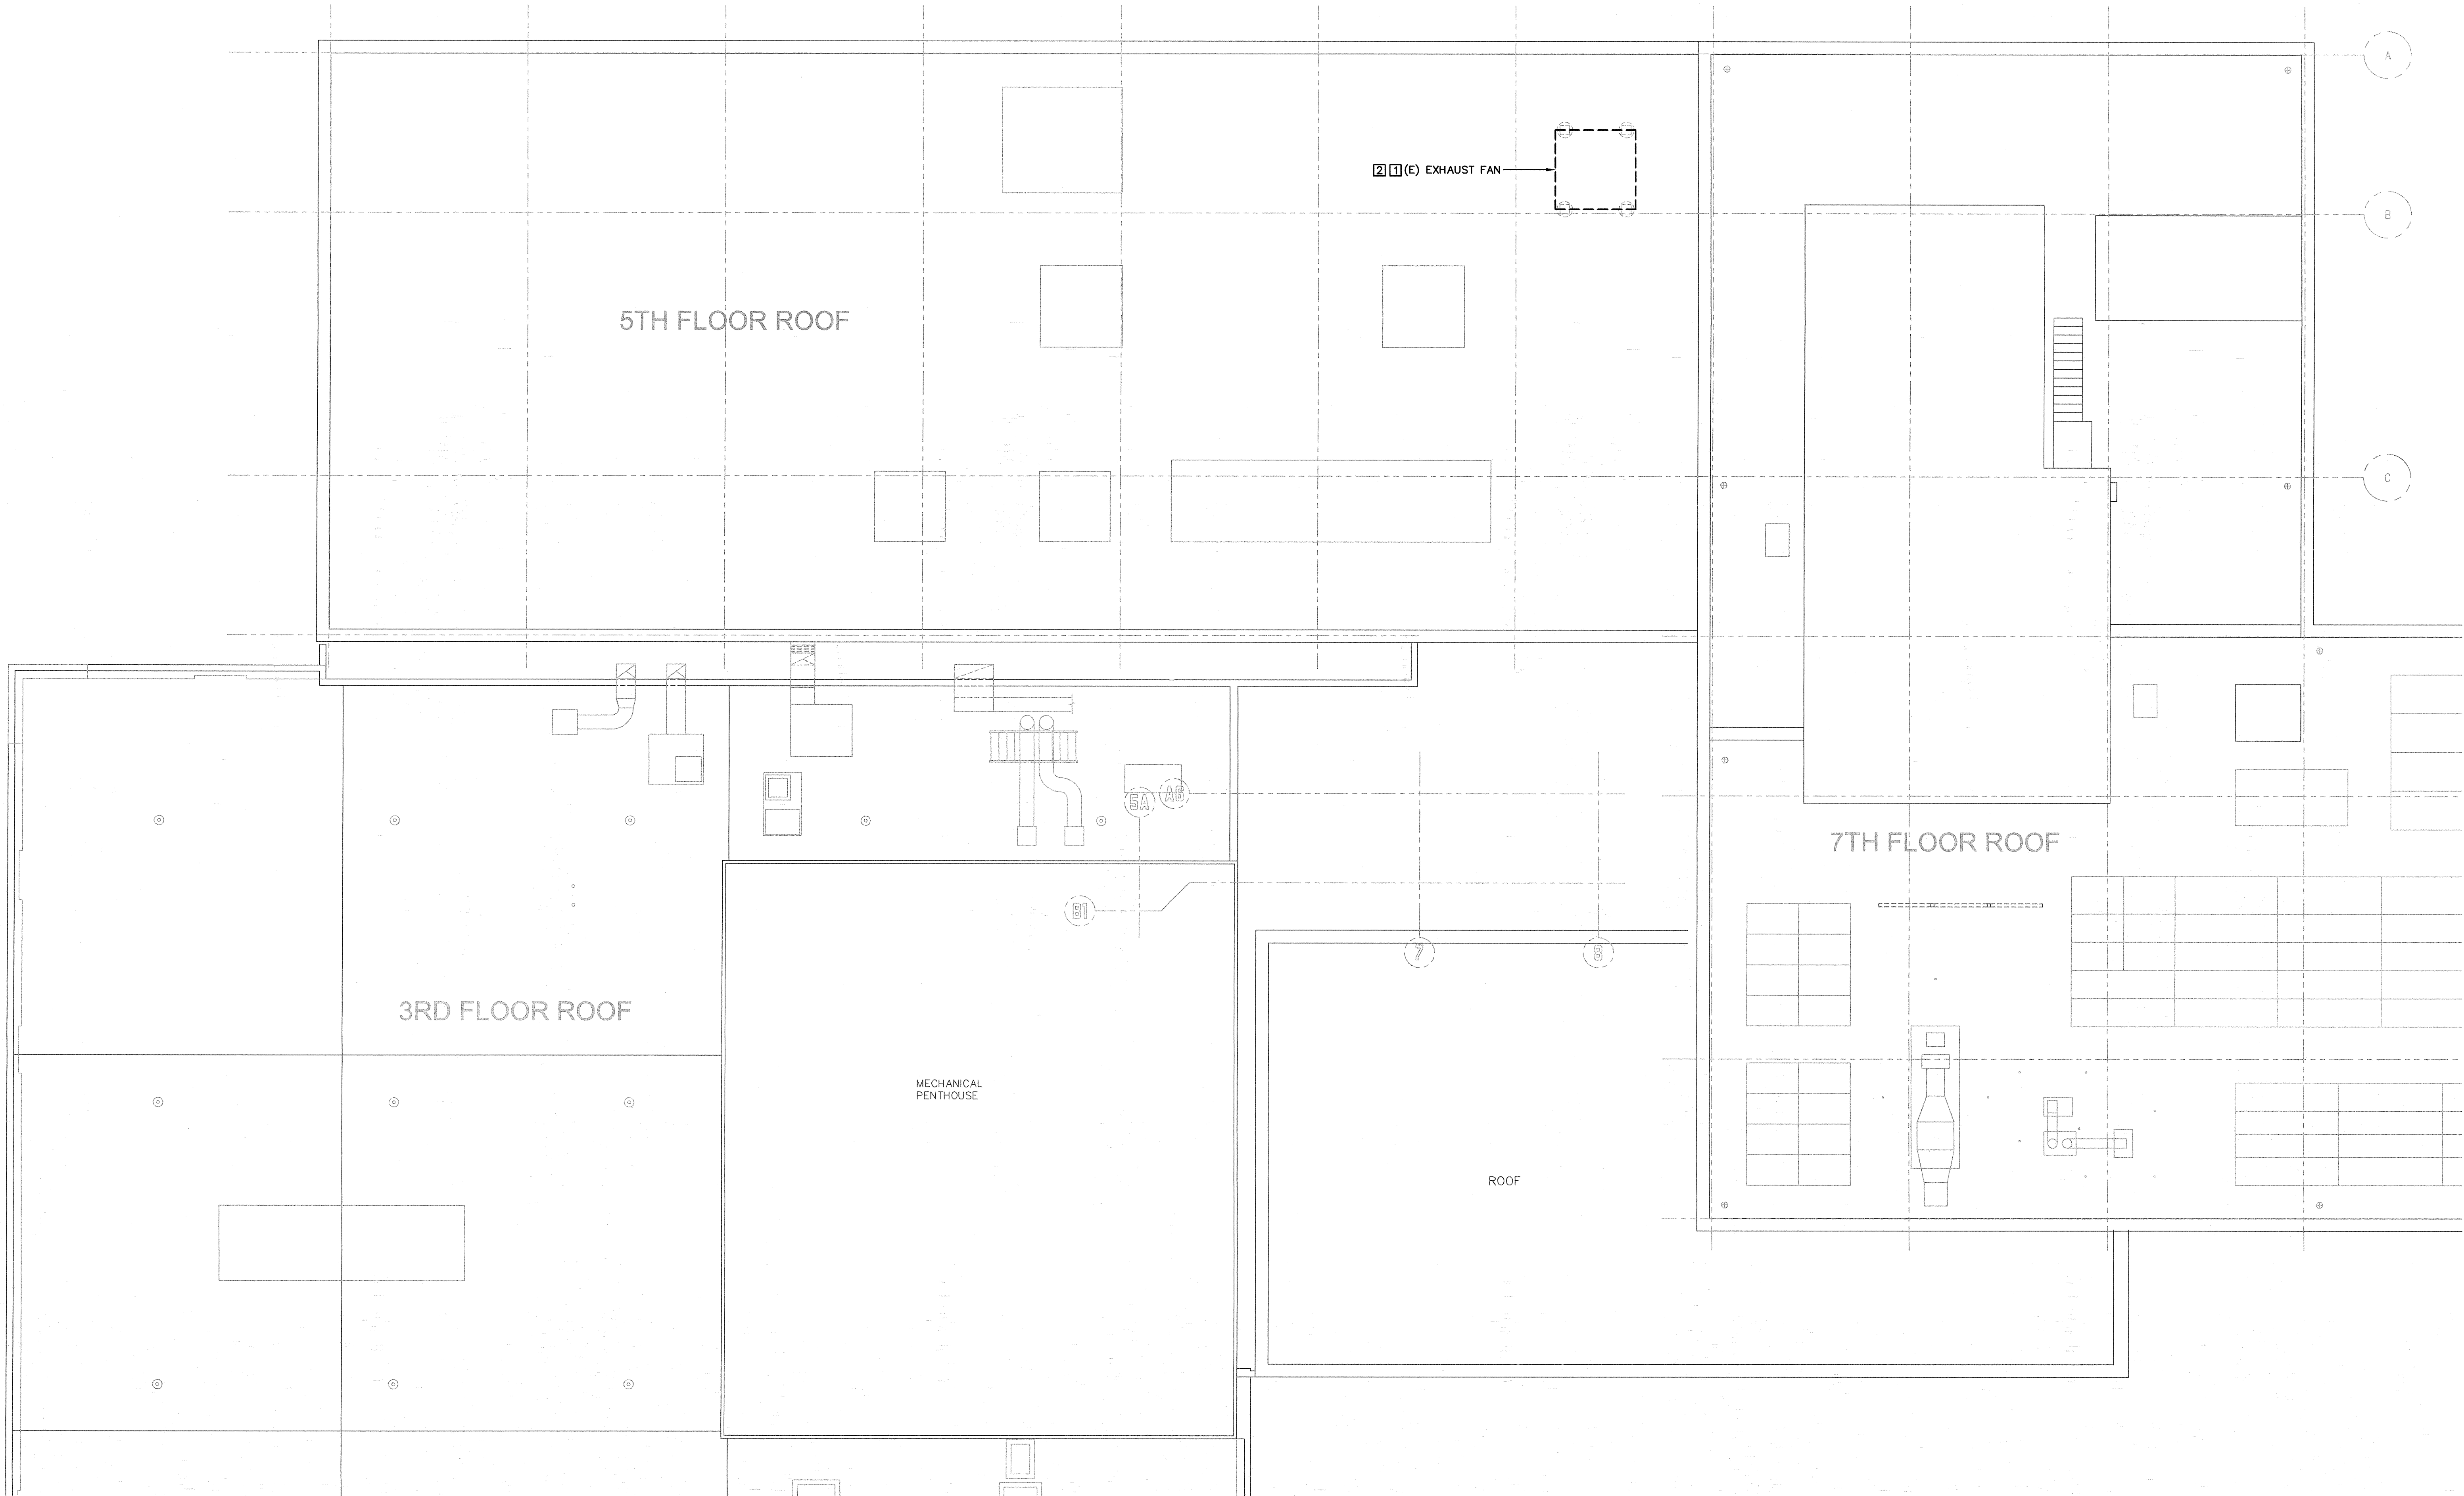 A
2 1 (E) EXHAUST FAN
B
5TH FLOOR ROOF
C
5A
A6
7TH FLOOR ROOF
B1
7
8
3RD FLOOR ROOF
MECHANICAL
PENTHOUSE
ROOF